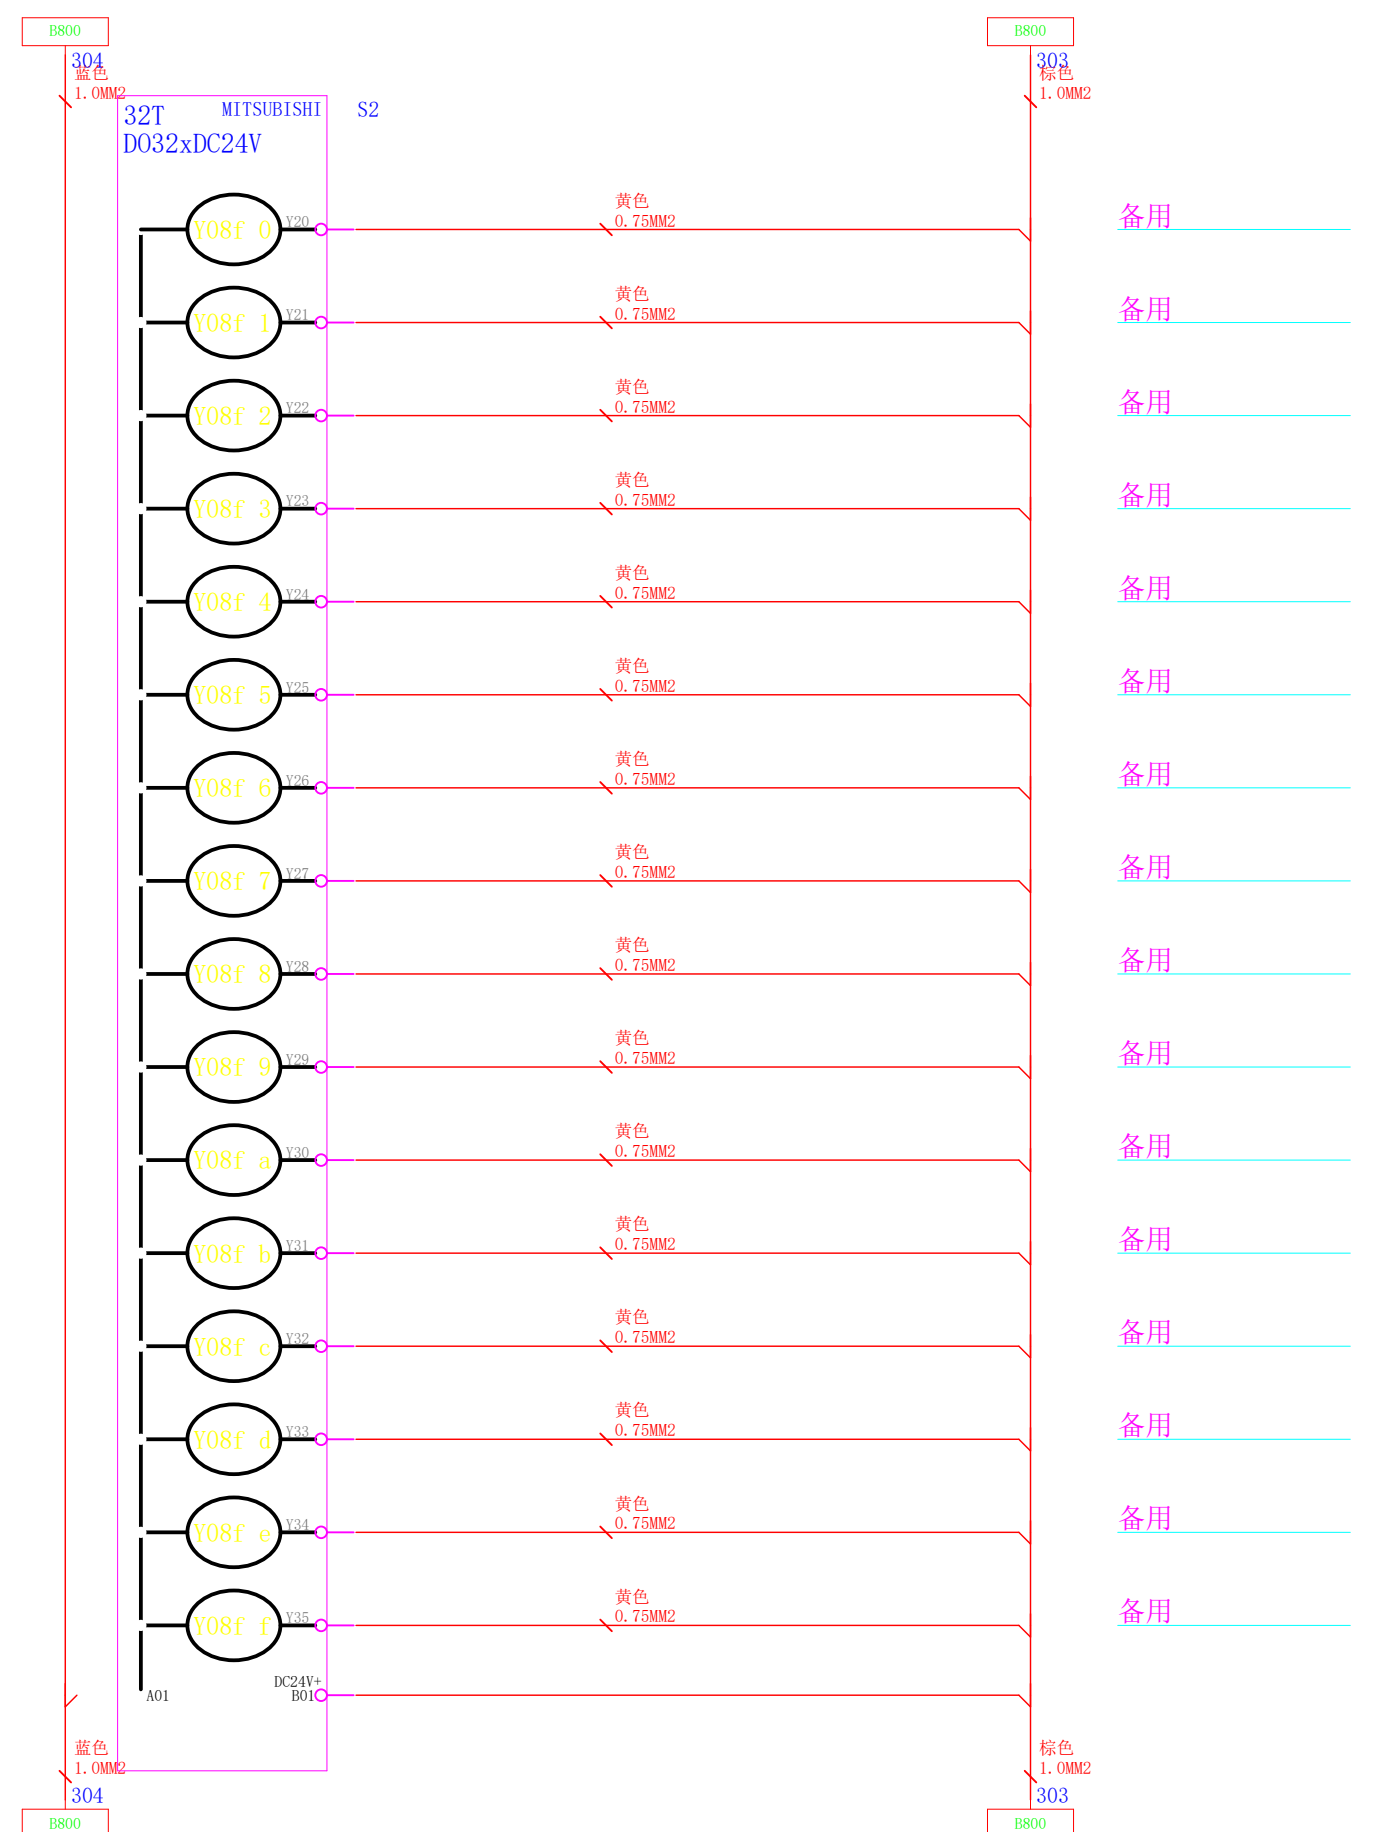 B800
B800
304
303
蓝色
棕色
1.0MM2
1.0MM2
32T
MITSUBISHI
S2
DO32xDC24V
黄色
Y08f 0
Y20
0.75MM2
备用
黄色
Y08f 1
Y21
0.75MM2
备用
黄色
Y08f 2
Y22
0.75MM2
备用
黄色
Y08f 3
Y23
0.75MM2
备用
黄色
Y08f 4
Y24
0.75MM2
备用
黄色
Y08f 5
Y25
0.75MM2
备用
黄色
Y08f 6
Y26
0.75MM2
备用
黄色
Y08f 7
Y27
0.75MM2
备用
黄色
Y08f 8
Y28
0.75MM2
备用
黄色
Y08f 9
Y29
0.75MM2
备用
黄色
Y08f a
Y30
0.75MM2
备用
黄色
Y08f b
Y31
0.75MM2
备用
黄色
Y08f c
Y32
0.75MM2
备用
黄色
Y08f d
Y33
0.75MM2
备用
黄色
Y08f e
Y34
0.75MM2
备用
黄色
Y08f f
Y35
0.75MM2
备用
DC24V+
A01
B01
蓝色
棕色
1.0MM2
1.0MM2
304
303
B800
B800